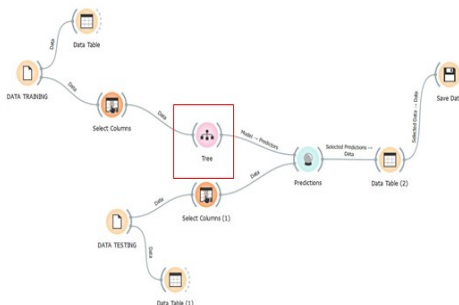 Data
Data Table
DATA TRAINING
Data
Select Columns
Data
Tree
Model → Predictors
Predictions
Selected Predictions → Data
Data Table (2)
Selected Data → Data
Save Dat
Data
Select Columns (1)
Data
DATA TESTING
Data
Data Table (1)